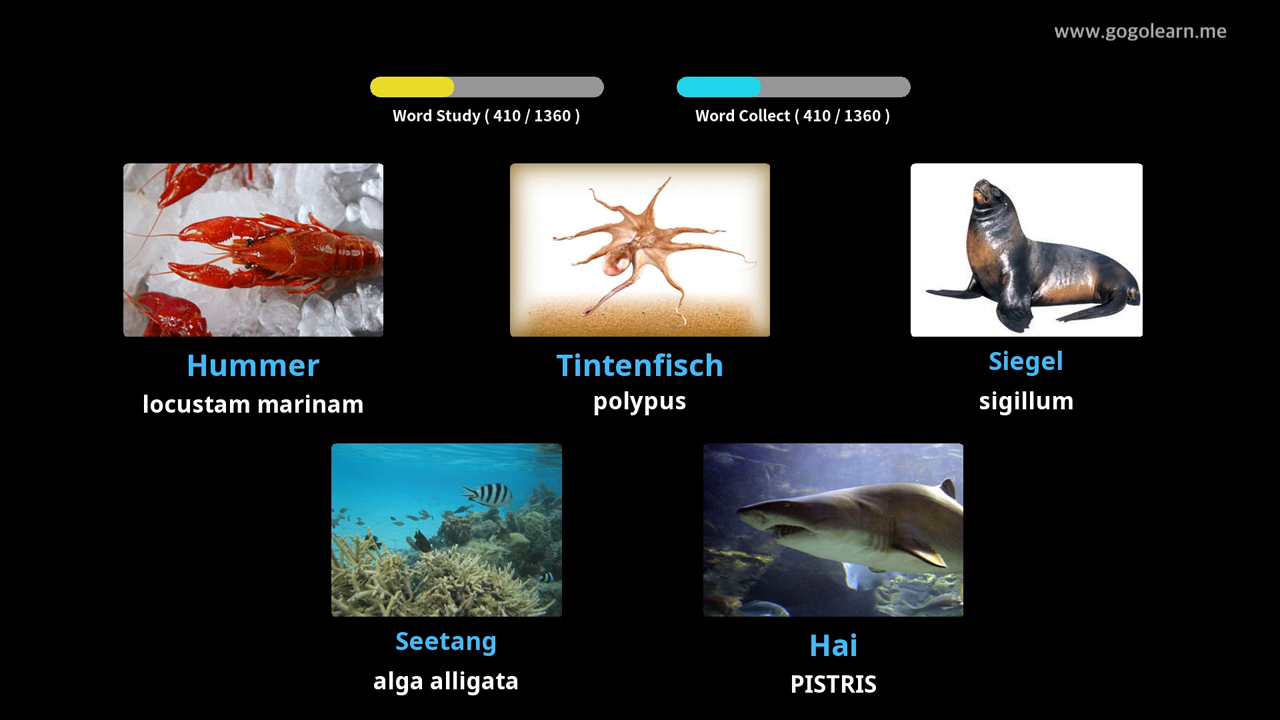 www.gogolearn.me
Word Study ( 410 / 1360 )
Word Collect ( 410 / 1360 )
Hummer
locustam marinam
Tintenfisch
polypus
Siegel
sigillum
Seetang
alga alligata
Hai
PISTRIS